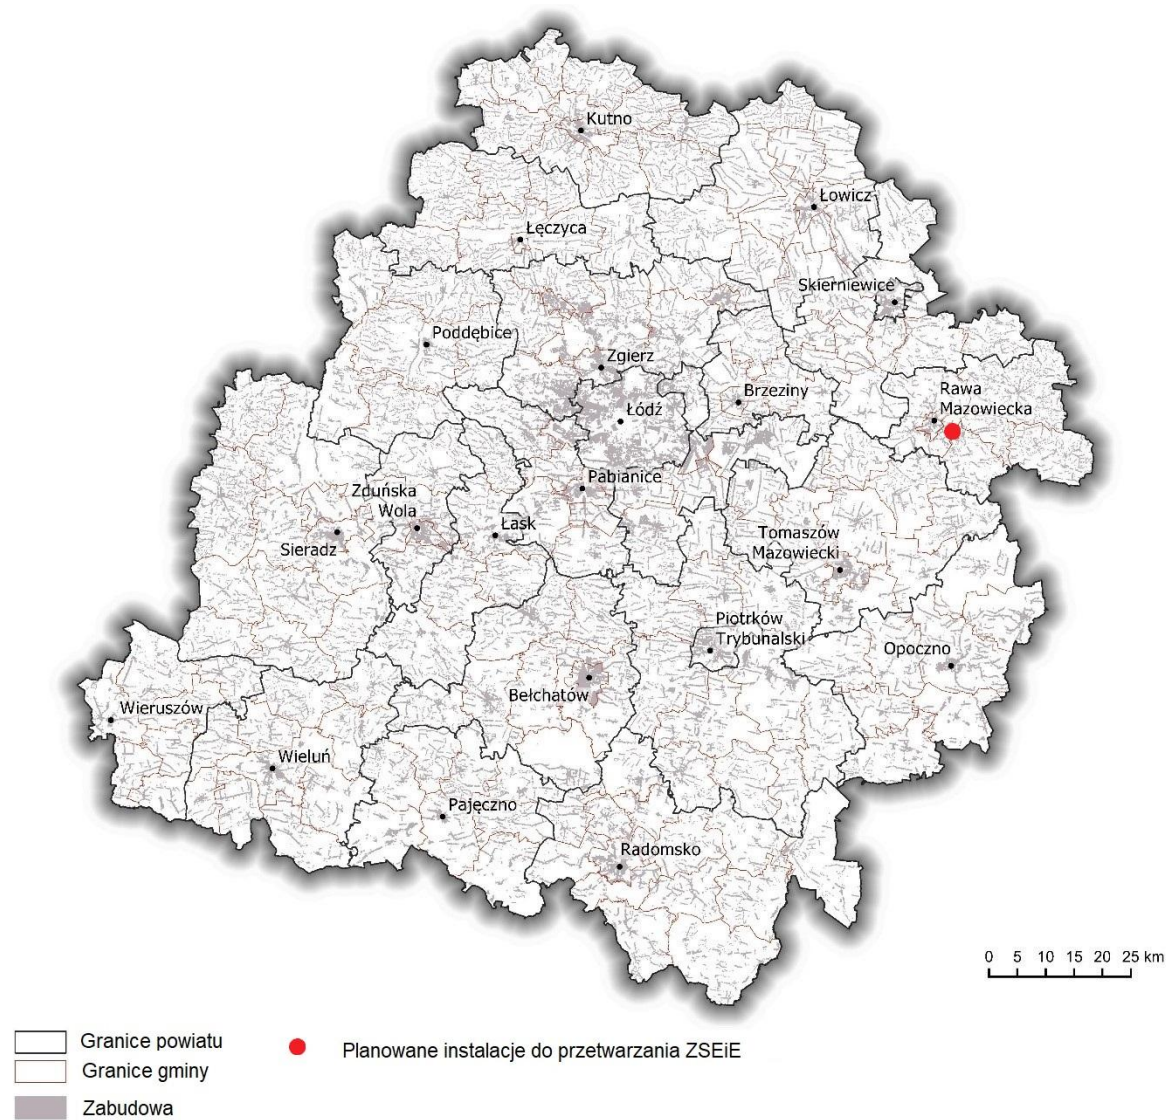 Kutno
Łowicz
Łęczyca
Skierniewice
Poddębice
Zgierz
Rawa
Mazowiecka
Brzeziny
Łódź
Pabianice
Zduńska
Wola
Łask
Sieradz
Tomaszów
Mazowiecki
Piotrków
Trybunalski
Opoczno
Bełchatów
Wieruszów
Wieluń
Pajęczno
Radomsko
0 5 10 15 20 25 km
Granice powiatu
Planowane instalacje do przetwarzania ZSEiE
Granice gminy
Zabudowa